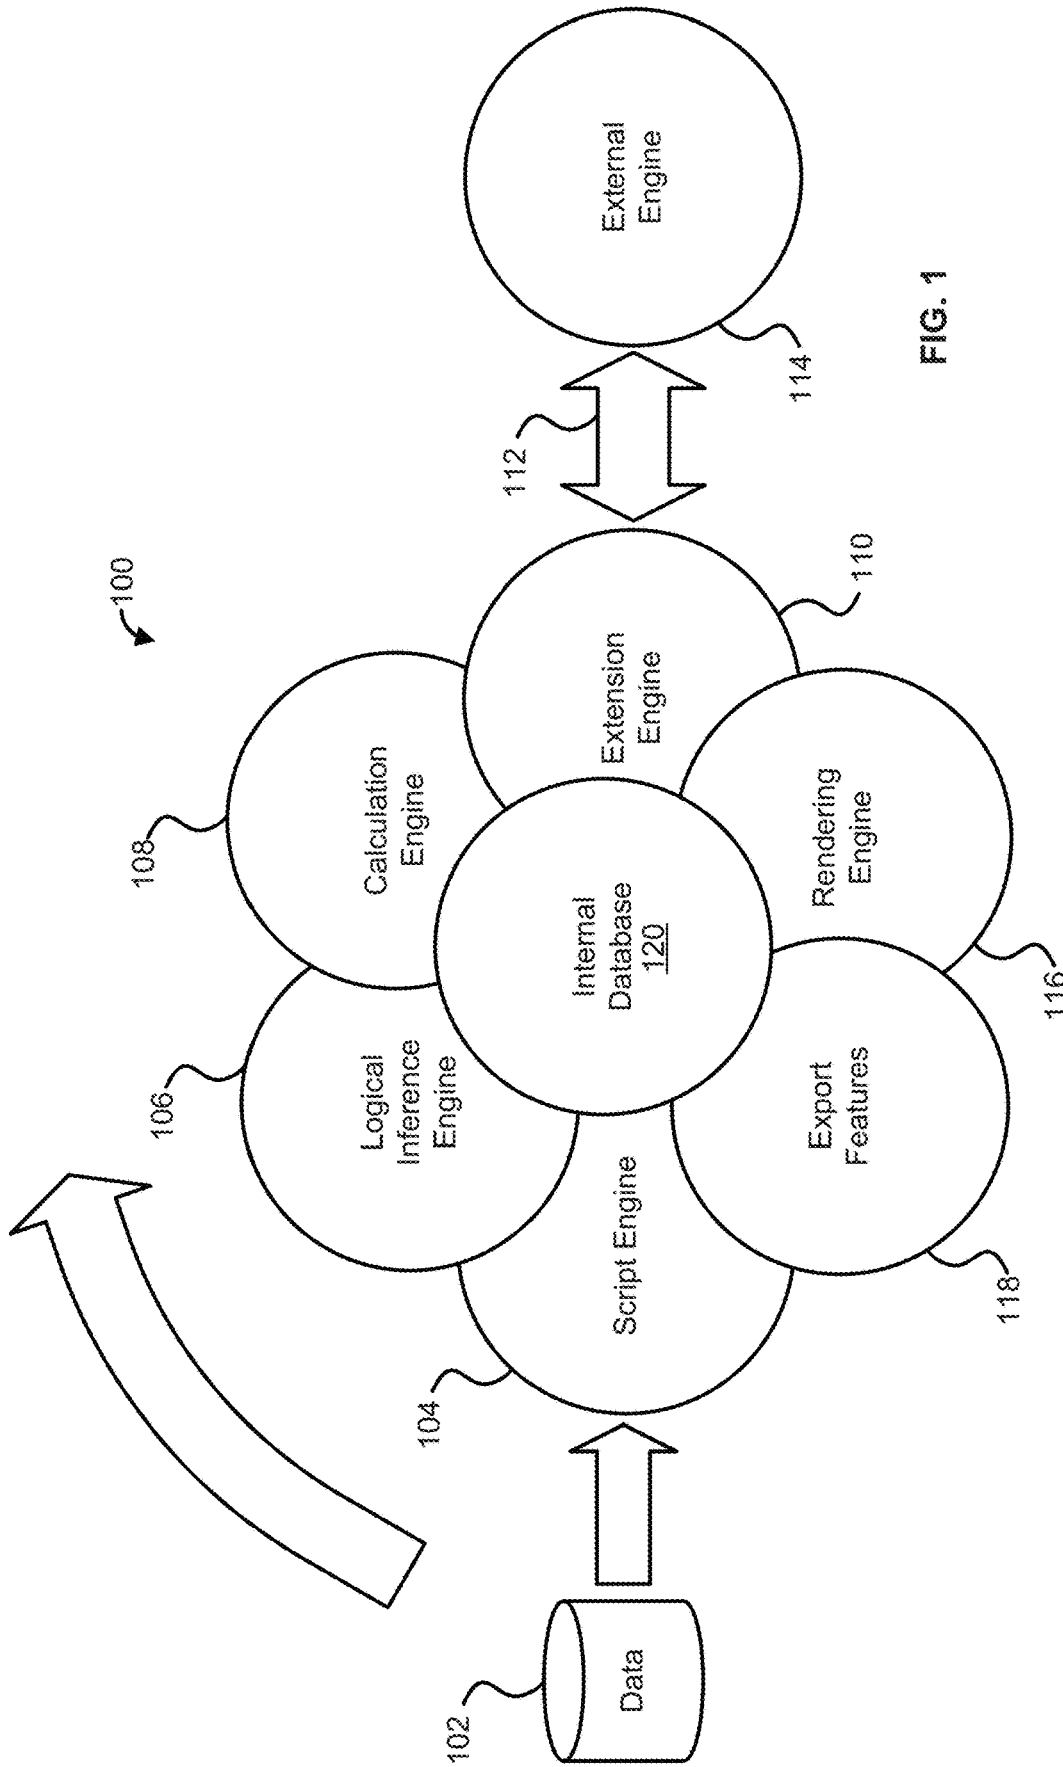 100
108
106
112
Calculation
Engine
Logical
Inference
Engine
104
102
Data
Script Engine
Internal
Database
120
Extension
Engine
External
Engine
114
110
Export
Features
Rendering
Engine
118
116
FIG. 1